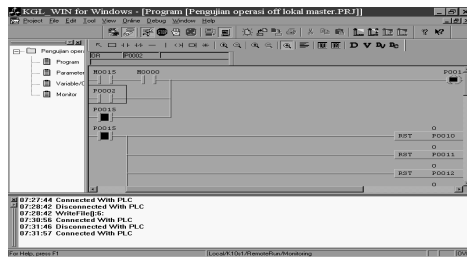 KGL_WIN for Windows - [Program [Pengujian operasi off lokal master.PRJ]]
Project File Edit Tool View Online Debug Window Help
D V
OR P0002
Pengujian operasi
Program
Parameter
Variable/C
Monitor
M0015 M0000 P001
P0002
P0015
P0015
0
RST P0010
0
RST P0011
0
RST P0012
0
07:27:44 Connected With PLC
07:28:42 Disconnected With PLC
07:28:42 WriteFile():6:
07:30:56 Connected With PLC
07:31:46 Disconnected With PLC
07:31:57 Connected With PLC
For Help, press F1 Local/K10s1/RemoteRun/Monitoring